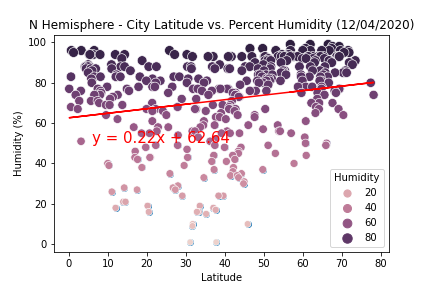 N Hemisphere - City Latitude vs. Percent Humidity (12/04/2020)
100
80
60
40
20
0
Humidity (%)
y = 0.22x + 62.64
Humidity
20
40
60
80
0 10 20 30 40 50 60 70 80
Latitude